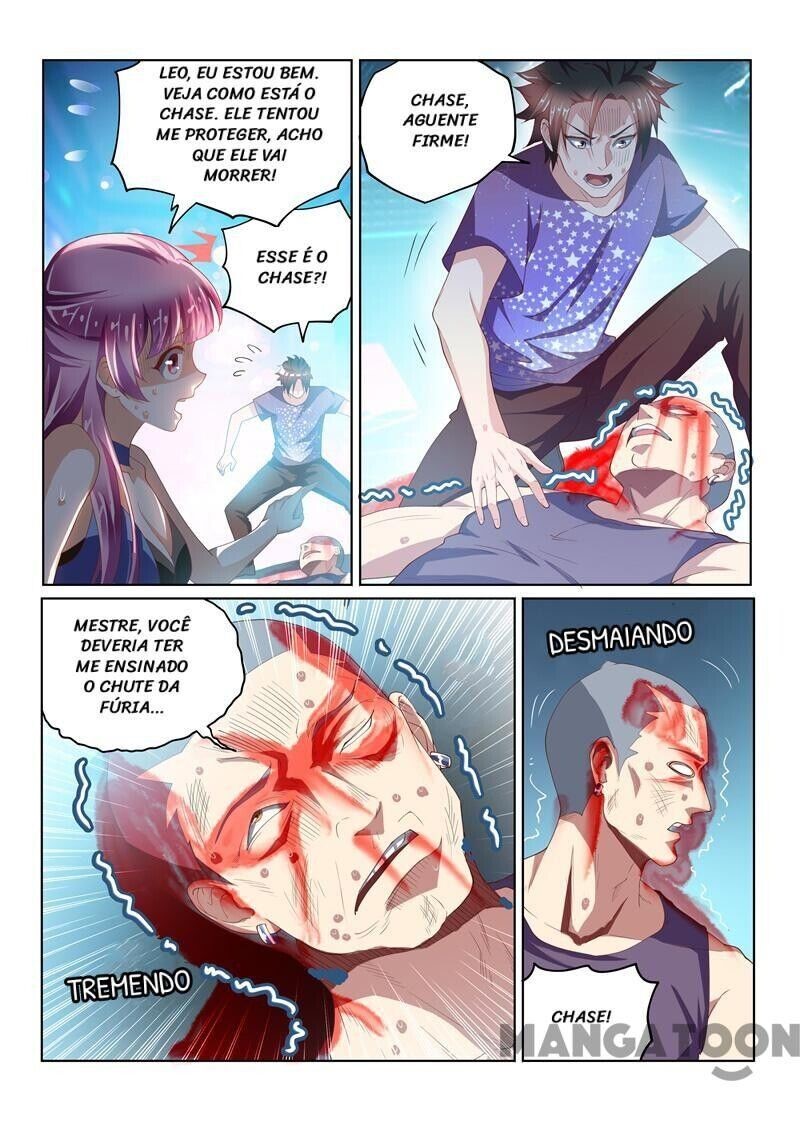 LEO, EU ESTOU BEM.
VEJA COMO ESTÁ O
CHASE. ELE TENTOU
ME PROTEGER, ACHO
QUE ELE VAI
MORRER!
ESSE É O
CHASE?!
CHASE,
AGUENTE
FIRME!
MESTRE, VOCÊ
DEVERIA TER
ME ENSINADO
O CHUTE DA
FÚRIA...
TREMENDO
DESMAIANDO
CHASE!
MANGATOON